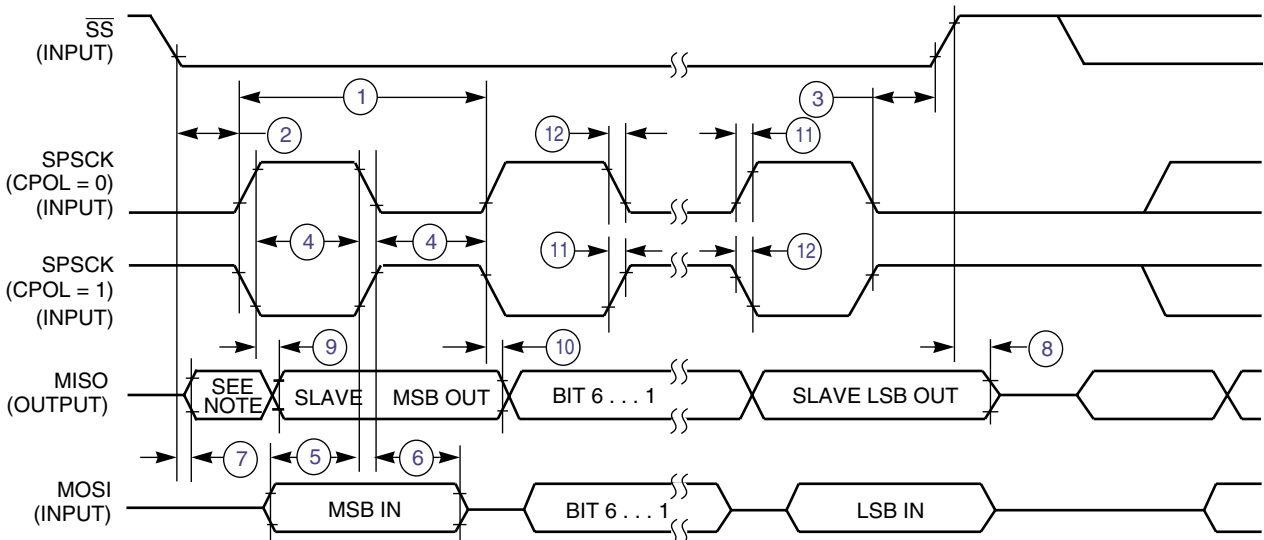 SS
(INPUT)
1
2
3
12
11
SPSCK
(CPOL = 0)
(INPUT)
4
4
11
12
SPSCK
(CPOL = 1)
(INPUT)
9
10
8
MISO
(OUTPUT)
SEE
NOTE
SLAVE
MSB OUT
BIT 6 . . . 1
SLAVE LSB OUT
7
5
6
MOSI
(INPUT)
MSB IN
BIT 6 . . . 1
LSB IN